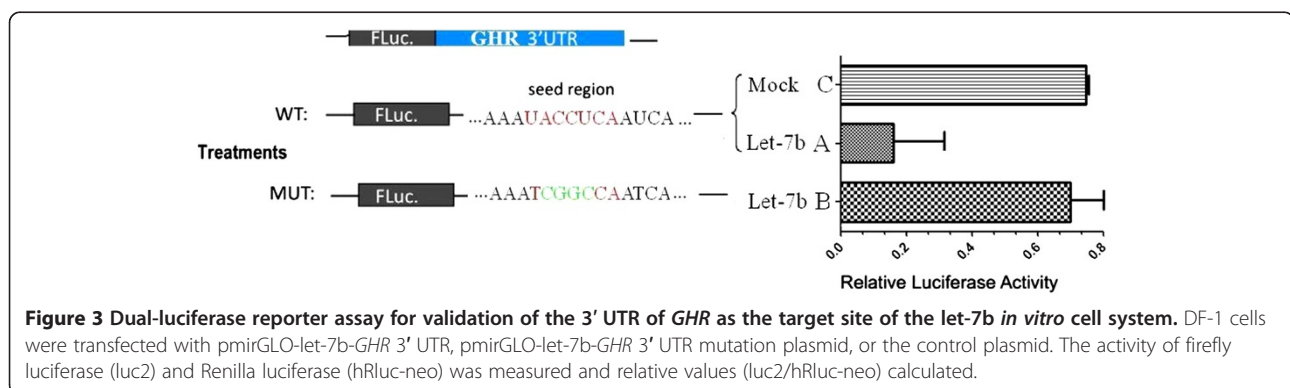 FLuc. GHR 3'UTR
seed region
WT: FLuc. ...AAAUACCUCAAUCA ...
Mock C
Let-7b A
Treatments
MUT: FLuc. ...AAATCGGCCAATCA...
Let-7b B
0.0 0.2 0.4 0.6 0.8
Relative Luciferase Activity
Figure 3 Dual-luciferase reporter assay for validation of the 3′ UTR of GHR as the target site of the let-7b in vitro cell system. DF-1 cells
were transfected with pmirGLO-let-7b-GHR 3′ UTR, pmirGLO-let-7b-GHR 3′ UTR mutation plasmid, or the control plasmid. The activity of firefly
luciferase (luc2) and Renilla luciferase (hRluc-neo) was measured and relative values (luc2/hRluc-neo) calculated.